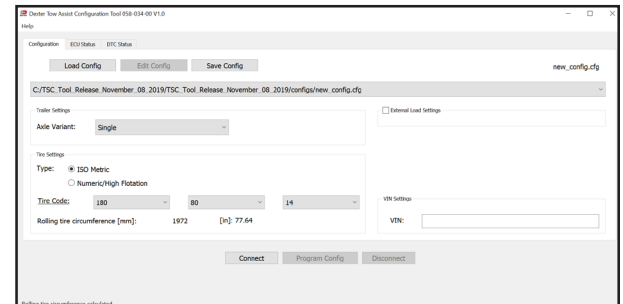 Dexter Tow Assist Configuration Tool 058-034-00 V1.0
Help
Configuration ECU Status DTC Status
Load Config Edit Config Save Config new_config.cfg
C:/TSC_Tool_Release_November_08_2019/TSC_Tool_Release_November_08_2019/configs/new_config.cfg
Trailer Settings External Load Settings
Axle Variant: Single
Tire Settings
Type: ISO Metric
Numeric/High Flotation
Tire Code: 180 80 14 VIN Settings
Rolling tire circumference [mm]: 1972 [in]: 77.64 VIN:
Connect Program Config Disconnect
Rolling tire circumference calculated